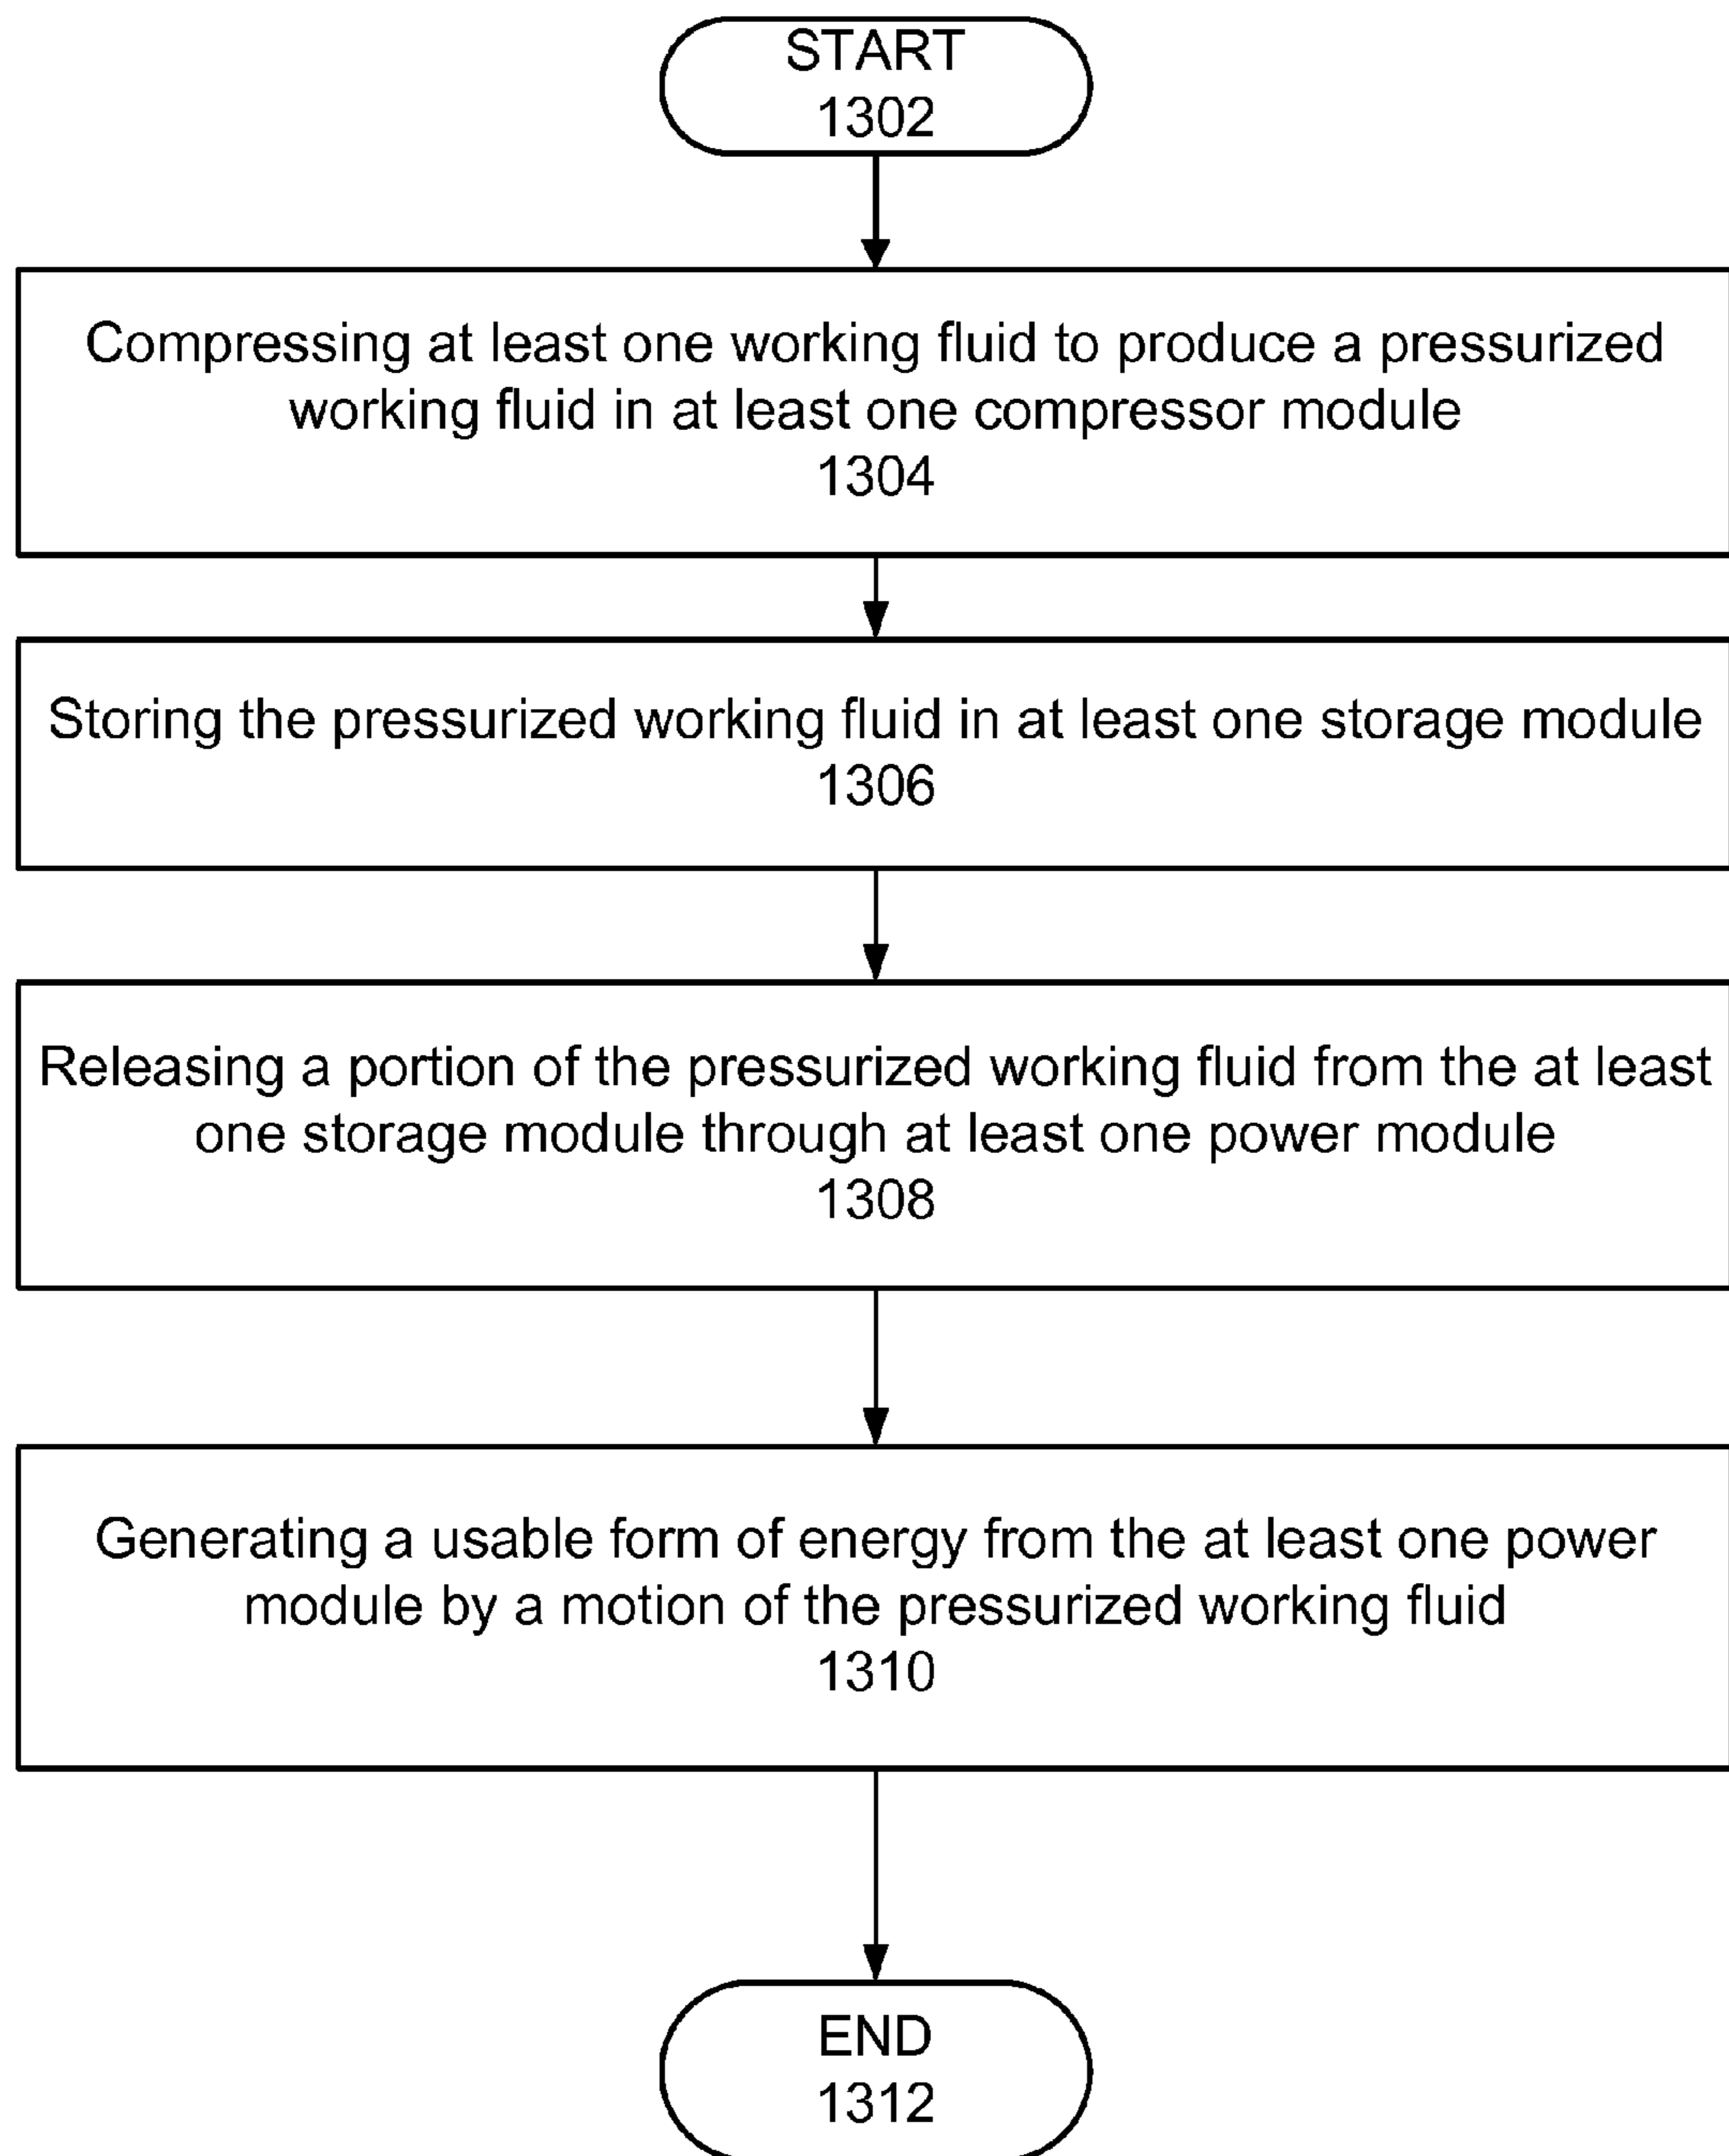 START
1302
Compressing at least one working fluid to produce a pressurized
working fluid in at least one compressor module
1304
Storing the pressurized working fluid in at least one storage module
1306
Releasing a portion of the pressurized working fluid from the at least
one storage module through at least one power module
1308
Generating a usable form of energy from the at least one power
module by a motion of the pressurized working fluid
1310
END
1312